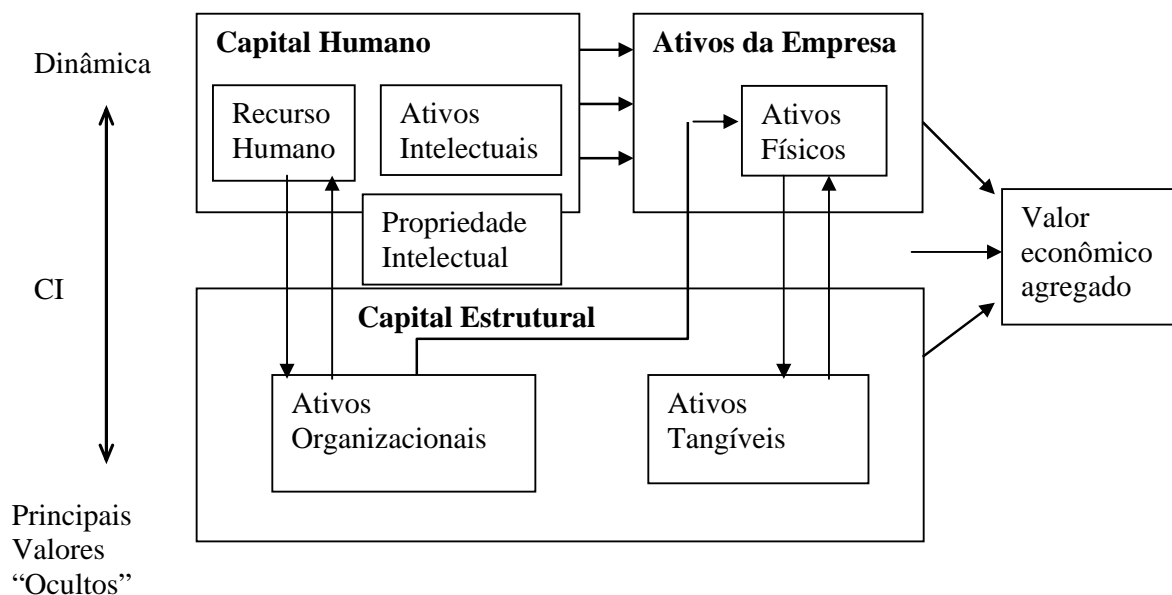 Capital Humano
Ativos da Empresa
Dinâmica
Recurso
Humano
Ativos
Intelectuais
Ativos
Físicos
Propriedade
Intelectual
Valor
econômico
agregado
CI
Capital Estrutural
Ativos
Organizacionais
Ativos
Tangíveis
Principais
Valores
“Ocultos”